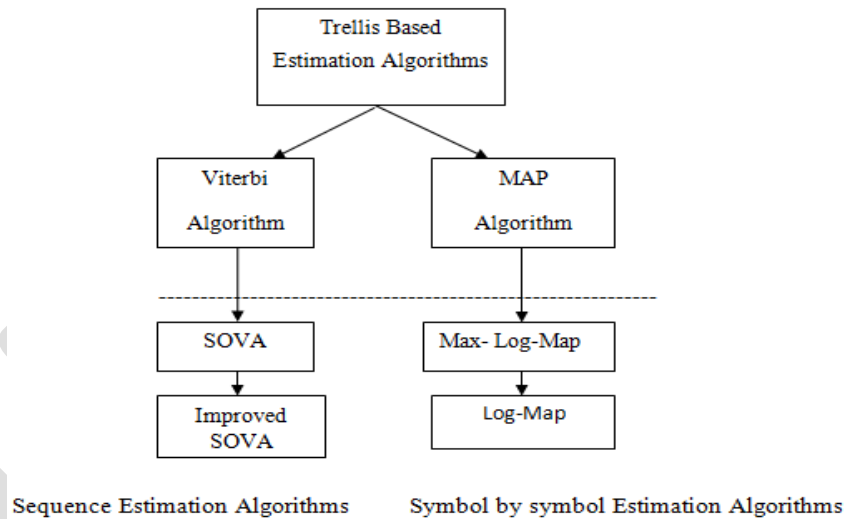 Trellis Based
Estimation Algorithms
Viterbi
Algorithm
MAP
Algorithm
SOVA
Max- Log-Map
Improved
SOVA
Log-Map
Sequence Estimation Algorithms
Symbol by symbol Estimation Algorithms